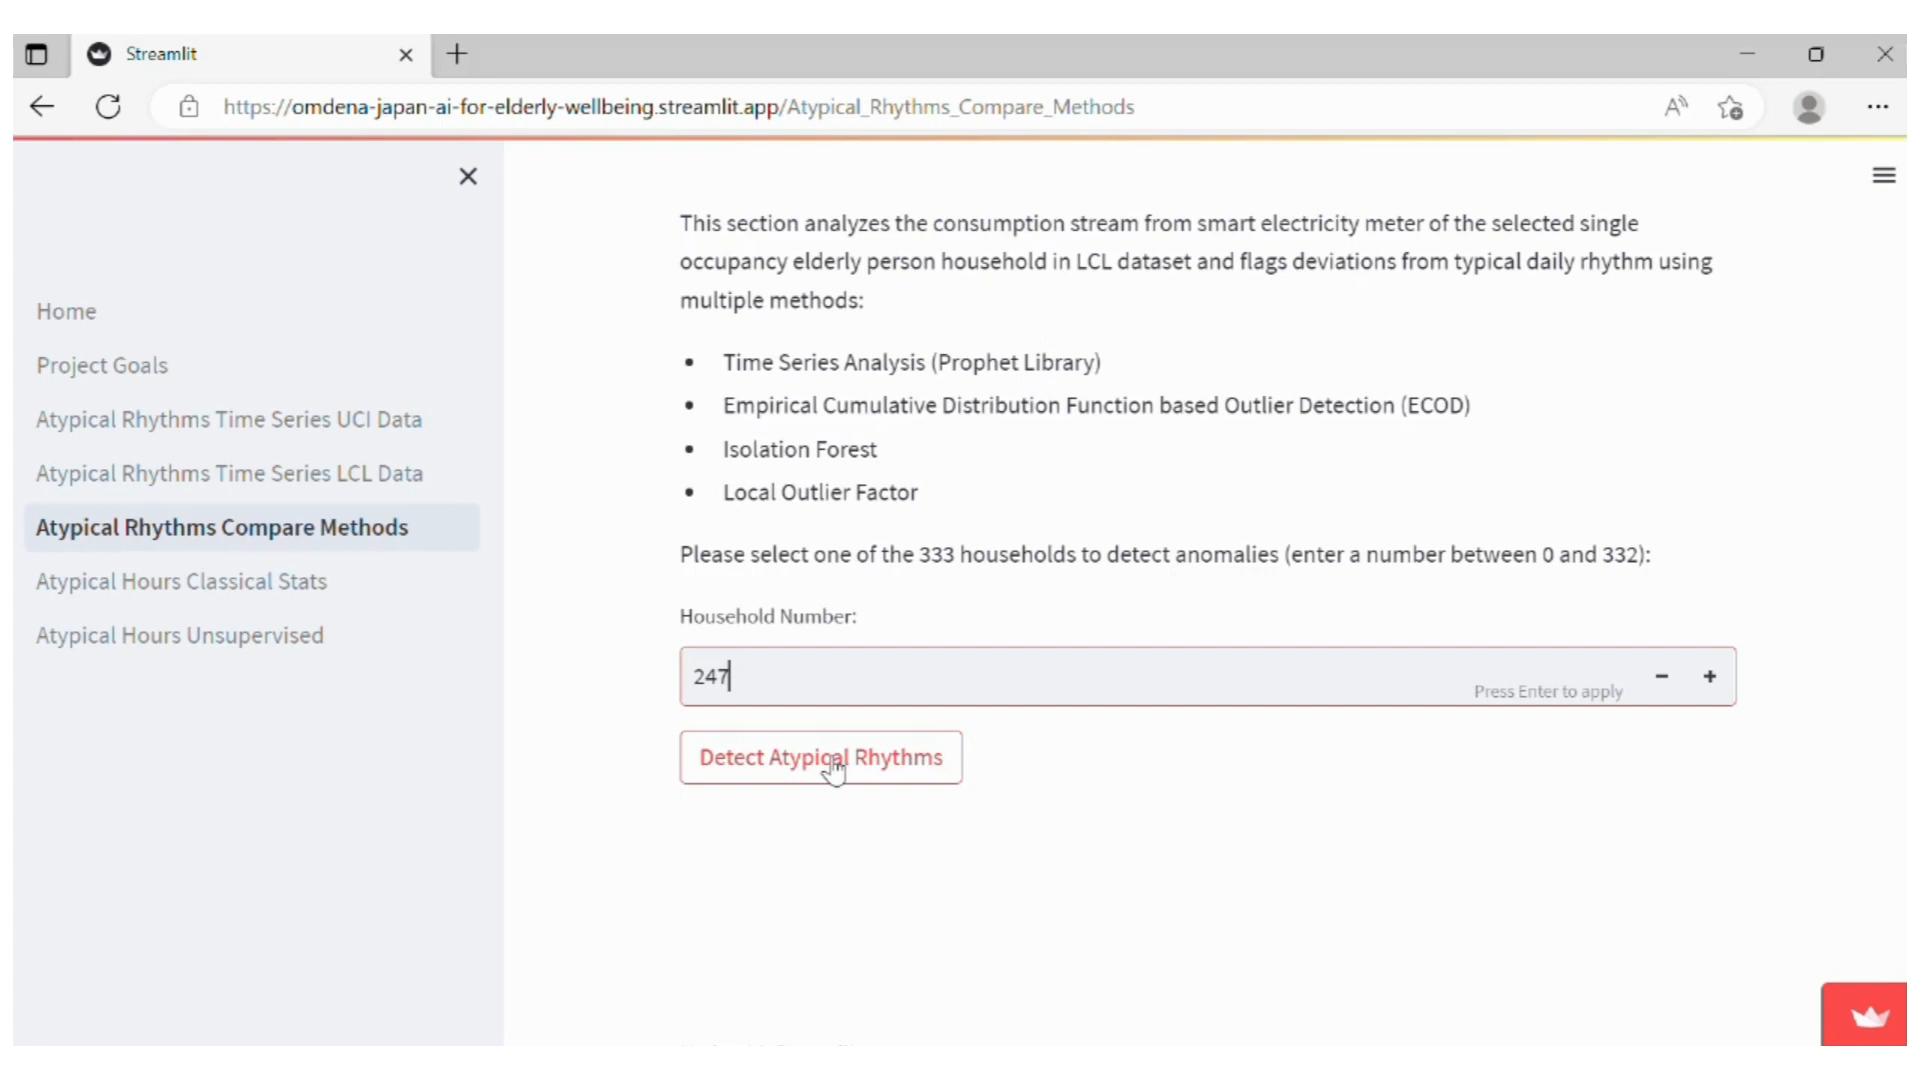 Streamlit
https://omdena-japan-ai-for-elderly-wellbeing.streamlit.app/Atypical_Rhythms_Compare_Methods
Home
Project Goals
Atypical Rhythms Time Series UCI Data
Atypical Rhythms Time Series LCL Data
Atypical Rhythms Compare Methods
Atypical Hours Classical Stats
Atypical Hours Unsupervised
This section analyzes the consumption stream from smart electricity meter of the selected single
occupancy elderly person household in LCL dataset and flags deviations from typical daily rhythm using
multiple methods:
• Time Series Analysis (Prophet Library)
• Empirical Cumulative Distribution Function based Outlier Detection (ECOD)
• Isolation Forest
• Local Outlier Factor
Please select one of the 333 households to detect anomalies (enter a number between 0 and 332):
Household Number:
247
Press Enter to apply
Detect Atypical Rhythms